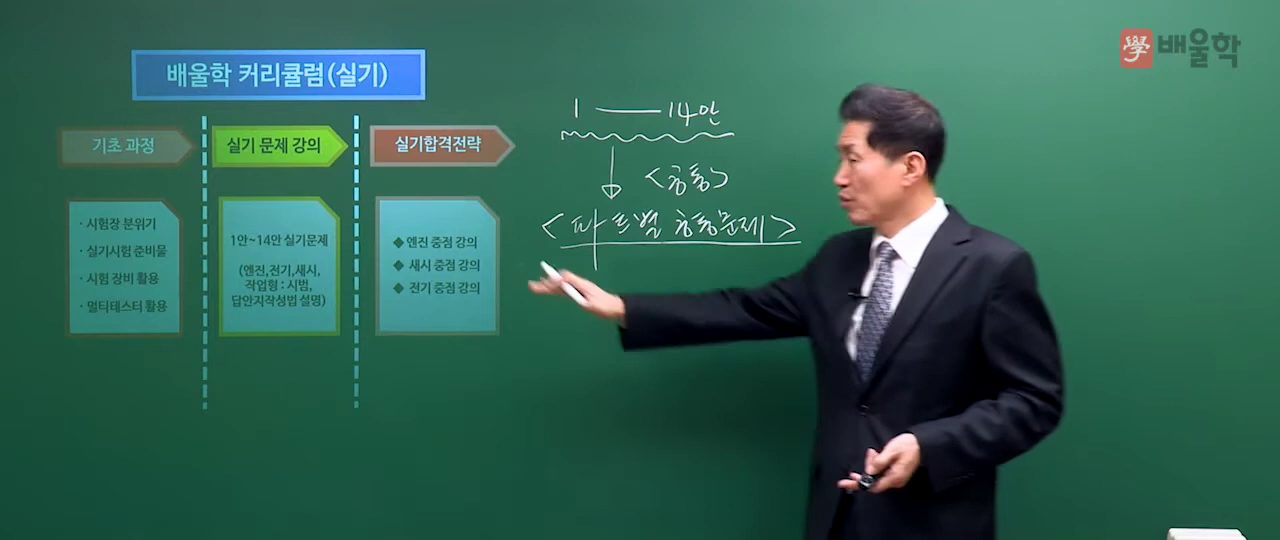 學 배울학
배울학 커리큘럼(실기)
기초 과정
· 시험장 분위기
· 실기시험 준비물
· 시험 장비 활용
· 멀티테스터 활용
실기 문제 강의
1안~14안 실기문제
(엔진,전기,새시,
작업형 : 시범,
답안지작성법 설명)
실기합격전략
◆ 엔진 중점 강의
◆ 새시 중점 강의
◆ 전기 중점 강의
1 — 14안
<공통>
<파트별 공통문제>